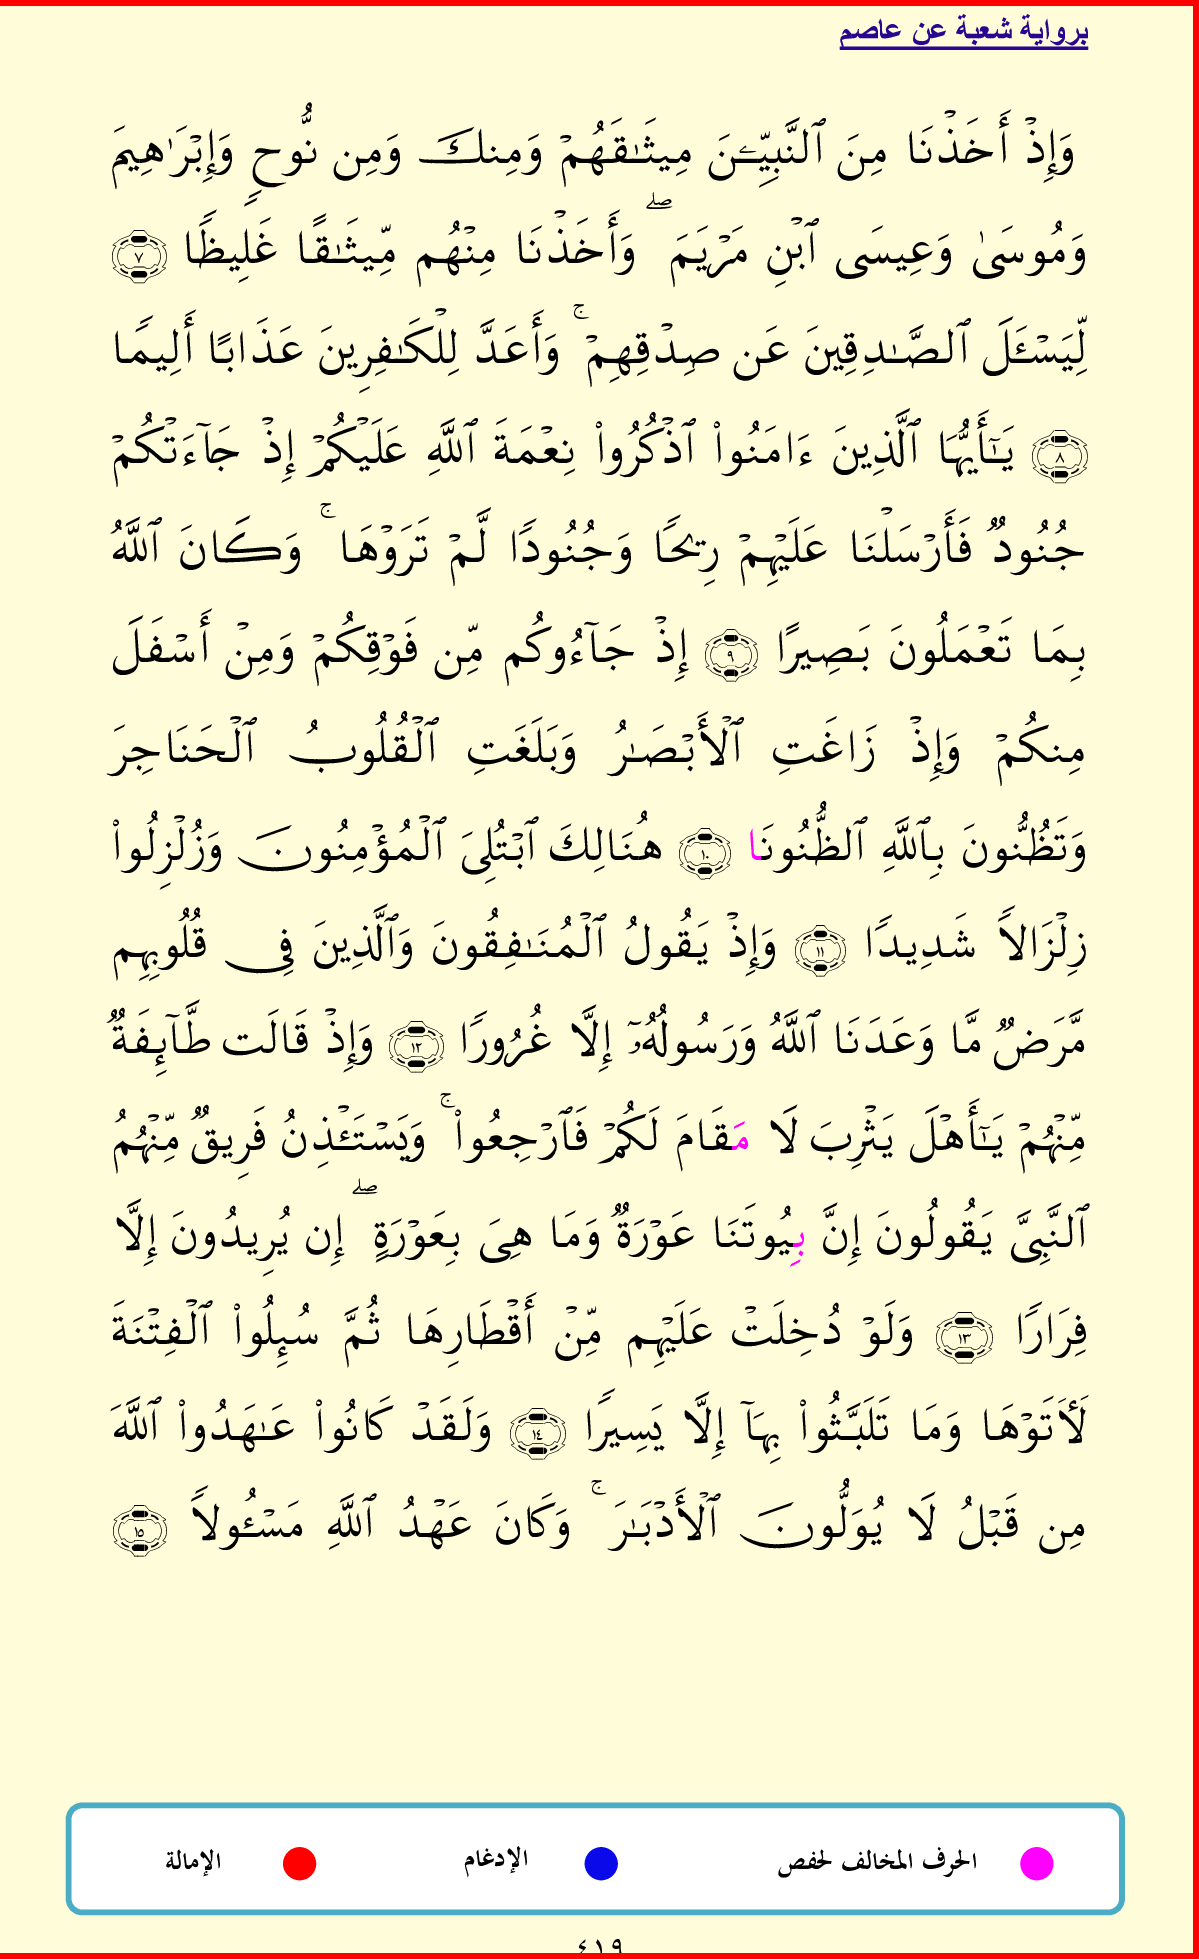 برواية شعبة عن عاصم
وَإِذْ أَخَذْنَا مِنَ ٱلنَّبِيِّـۧنَ مِيثَـٰقَهُمْ وَمِنكَ وَمِن نُّوحٍ وَإِبْرَٰهِيمَ
وَمُوسَىٰ وَعِيسَى ٱبْنِ مَرْيَمَ ۖ وَأَخَذْنَا مِنْهُم مِّيثَـٰقًا غَلِيظًا ٧
لِّيَسْـَٔلَ ٱلصَّـٰدِقِينَ عَن صِدْقِهِمْ ۚ وَأَعَدَّ لِلْكَـٰفِرِينَ عَذَابًا أَلِيمًا
٨ يَـٰٓأَيُّهَا ٱلَّذِينَ ءَامَنُوا۟ ٱذْكُرُوا۟ نِعْمَةَ ٱللَّهِ عَلَيْكُمْ إِذْ جَآءَتْكُمْ
جُنُودٌ فَأَرْسَلْنَا عَلَيْهِمْ رِيحًا وَجُنُودًا لَّمْ تَرَوْهَا ۚ وَكَانَ ٱللَّهُ
بِمَا تَعْمَلُونَ بَصِيرًا ٩ إِذْ جَآءُوكُم مِّن فَوْقِكُمْ وَمِنْ أَسْفَلَ
مِنكُمْ وَإِذْ زَاغَتِ ٱلْأَبْصَـٰرُ وَبَلَغَتِ ٱلْقُلُوبُ ٱلْحَنَاجِرَ
وَتَظُنُّونَ بِٱللَّهِ ٱلظُّنُونَا ١٠ هُنَالِكَ ٱبْتُلِىَ ٱلْمُؤْمِنُونَ وَزُلْزِلُوا۟
زِلْزَالاً شَدِيدًا ١١ وَإِذْ يَقُولُ ٱلْمُنَـٰفِقُونَ وَٱلَّذِينَ فِى قُلُوبِهِم
مَّرَضٌ مَّا وَعَدَنَا ٱللَّهُ وَرَسُولُهُۥٓ إِلَّا غُرُورًا ١٢ وَإِذْ قَالَت طَّآئِفَةٌ
مِّنْهُمْ يَـٰٓأَهْلَ يَثْرِبَ لَا مَقَامَ لَكُمْ فَٱرْجِعُوا۟ ۚ وَيَسْتَـْٔذِنُ فَرِيقٌ مِّنْهُمُ
ٱلنَّبِىَّ يَقُولُونَ إِنَّ بِيُوتَنَا عَوْرَةٌ وَمَا هِىَ بِعَوْرَةٍ ۖ إِن يُرِيدُونَ إِلَّا
فِرَارًا ١٣ وَلَوْ دُخِلَتْ عَلَيْهِم مِّنْ أَقْطَارِهَا ثُمَّ سُئِلُوا۟ ٱلْفِتْنَةَ
لَأَتَوْهَا وَمَا تَلَبَّثُوا۟ بِهَآ إِلَّا يَسِيرًا ١٤ وَلَقَدْ كَانُوا۟ عَـٰهَدُوا۟ ٱللَّهَ
مِن قَبْلُ لَا يُوَلُّونَ ٱلْأَدْبَـٰرَ ۚ وَكَانَ عَهْدُ ٱللَّهِ مَسْـُٔولاً ١٥
الحرف المخالف لحفص الإدغام الإمالة
٤١٩